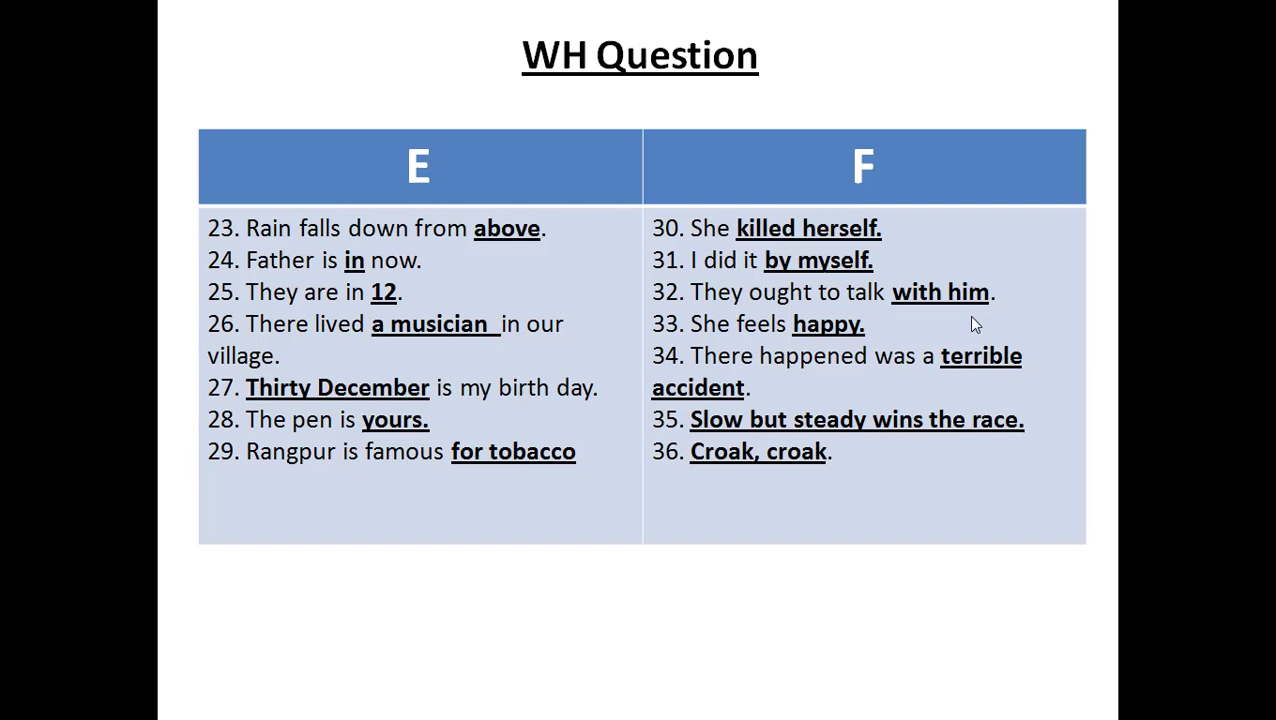 WH Question
E
F
23. Rain falls down from above.
24. Father is in now.
25. They are in 12.
26. There lived a musician in our
village.
27. Thirty December is my birth day.
28. The pen is yours.
29. Rangpur is famous for tobacco
30. She killed herself.
31. I did it by myself.
32. They ought to talk with him.
33. She feels happy.
34. There happened was a terrible
accident.
35. Slow but steady wins the race.
36. Croak, croak.